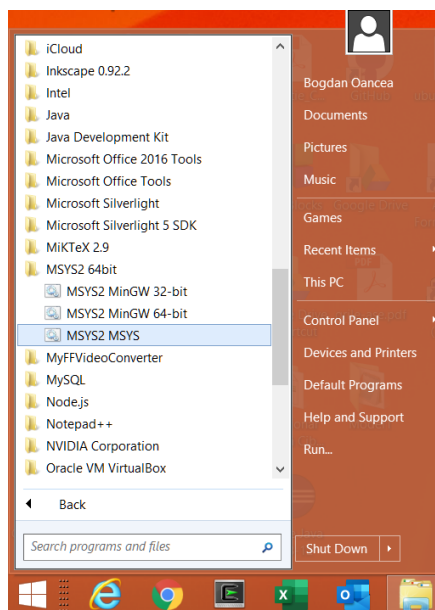 iCloud
Inkscape 0.92.2
Intel
Java
Java Development Kit
Microsoft Office 2016 Tools
Microsoft Office Tools
Microsoft Silverlight
Microsoft Silverlight 5 SDK
MiKTeX 2.9
MSYS2 64bit
MSYS2 MinGW 32-bit
MSYS2 MinGW 64-bit
MSYS2 MSYS
MyFFVideoConverter
MySQL
Node.js
Notepad++
NVIDIA Corporation
Oracle VM VirtualBox
Back
Search programs and files
Bogdan Oancea
Documents
Pictures
Music
Games
Recent Items
This PC
Control Panel
Devices and Printers
Default Programs
Help and Support
Run...
Shut Down